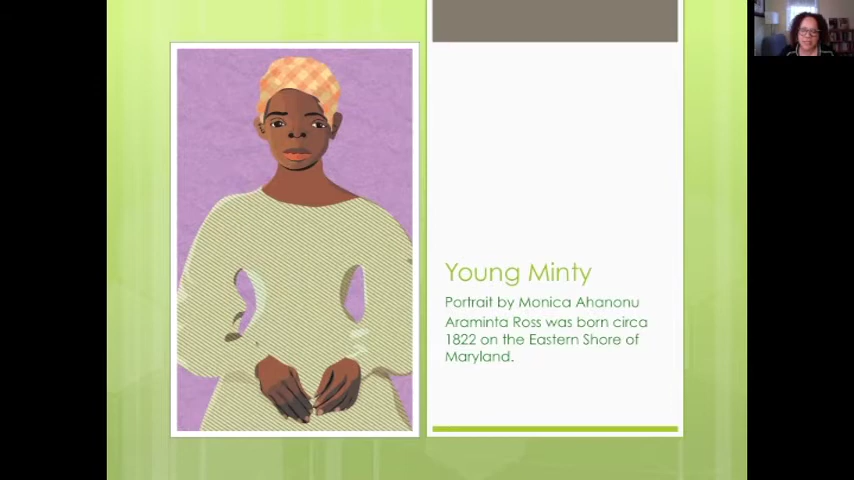 Young Minty
Portrait by Monica Ahanonu
Araminta Ross was born circa
1822 on the Eastern Shore of
Maryland.